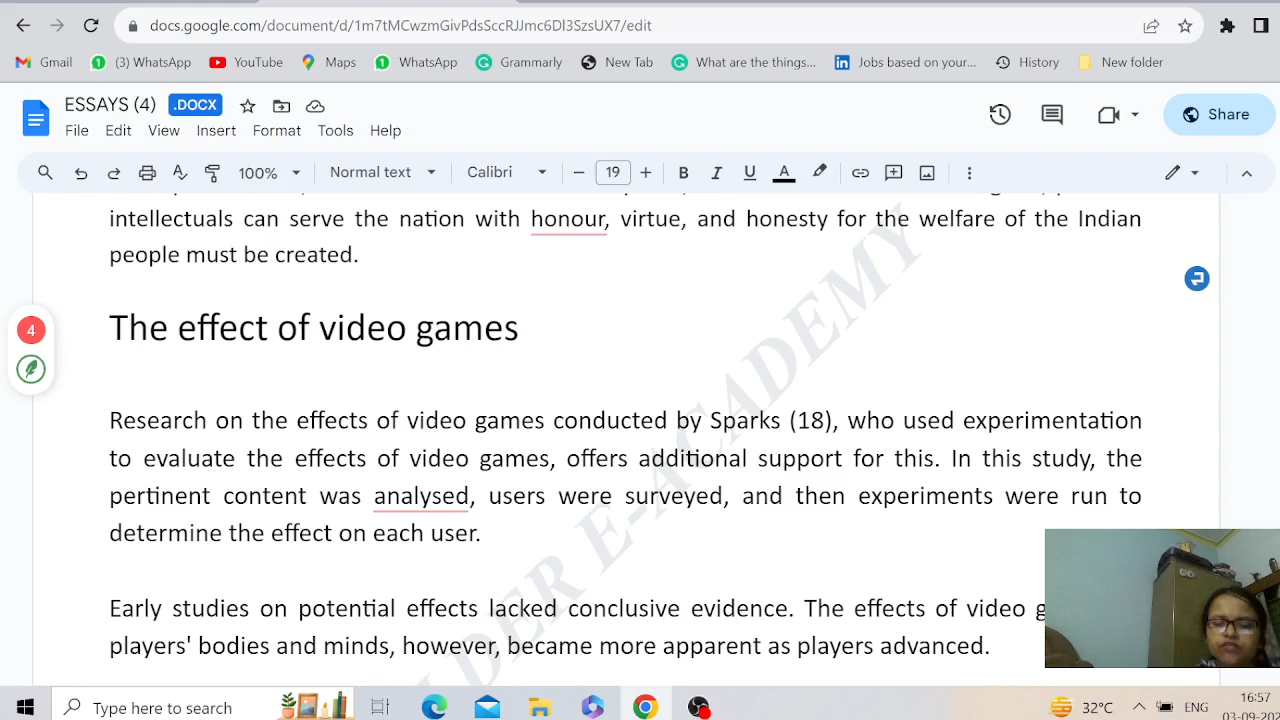 docs.google.com/document/d/1m7tMCwzmGivPdsSccRJJmc6Dl3SzsUX7/edit
Gmail (3) WhatsApp YouTube Maps WhatsApp Grammarly New Tab What are the things... Jobs based on your... History New folder
ESSAYS (4) .DOCX
File Edit View Insert Format Tools Help
Share
100% Normal text Calibri 19 B I U A
intellectuals can serve the nation with honour, virtue, and honesty for the welfare of the Indian
people must be created.
The effect of video games
4
Research on the effects of video games conducted by Sparks (18), who used experimentation
to evaluate the effects of video games, offers additional support for this. In this study, the
pertinent content was analysed, users were surveyed, and then experiments were run to
determine the effect on each user.
Early studies on potential effects lacked conclusive evidence. The effects of video
players' bodies and minds, however, became more apparent as players advanced.
LDER E-ACADEMY
Type here to search
32°C ENG
16:57
03-09-202